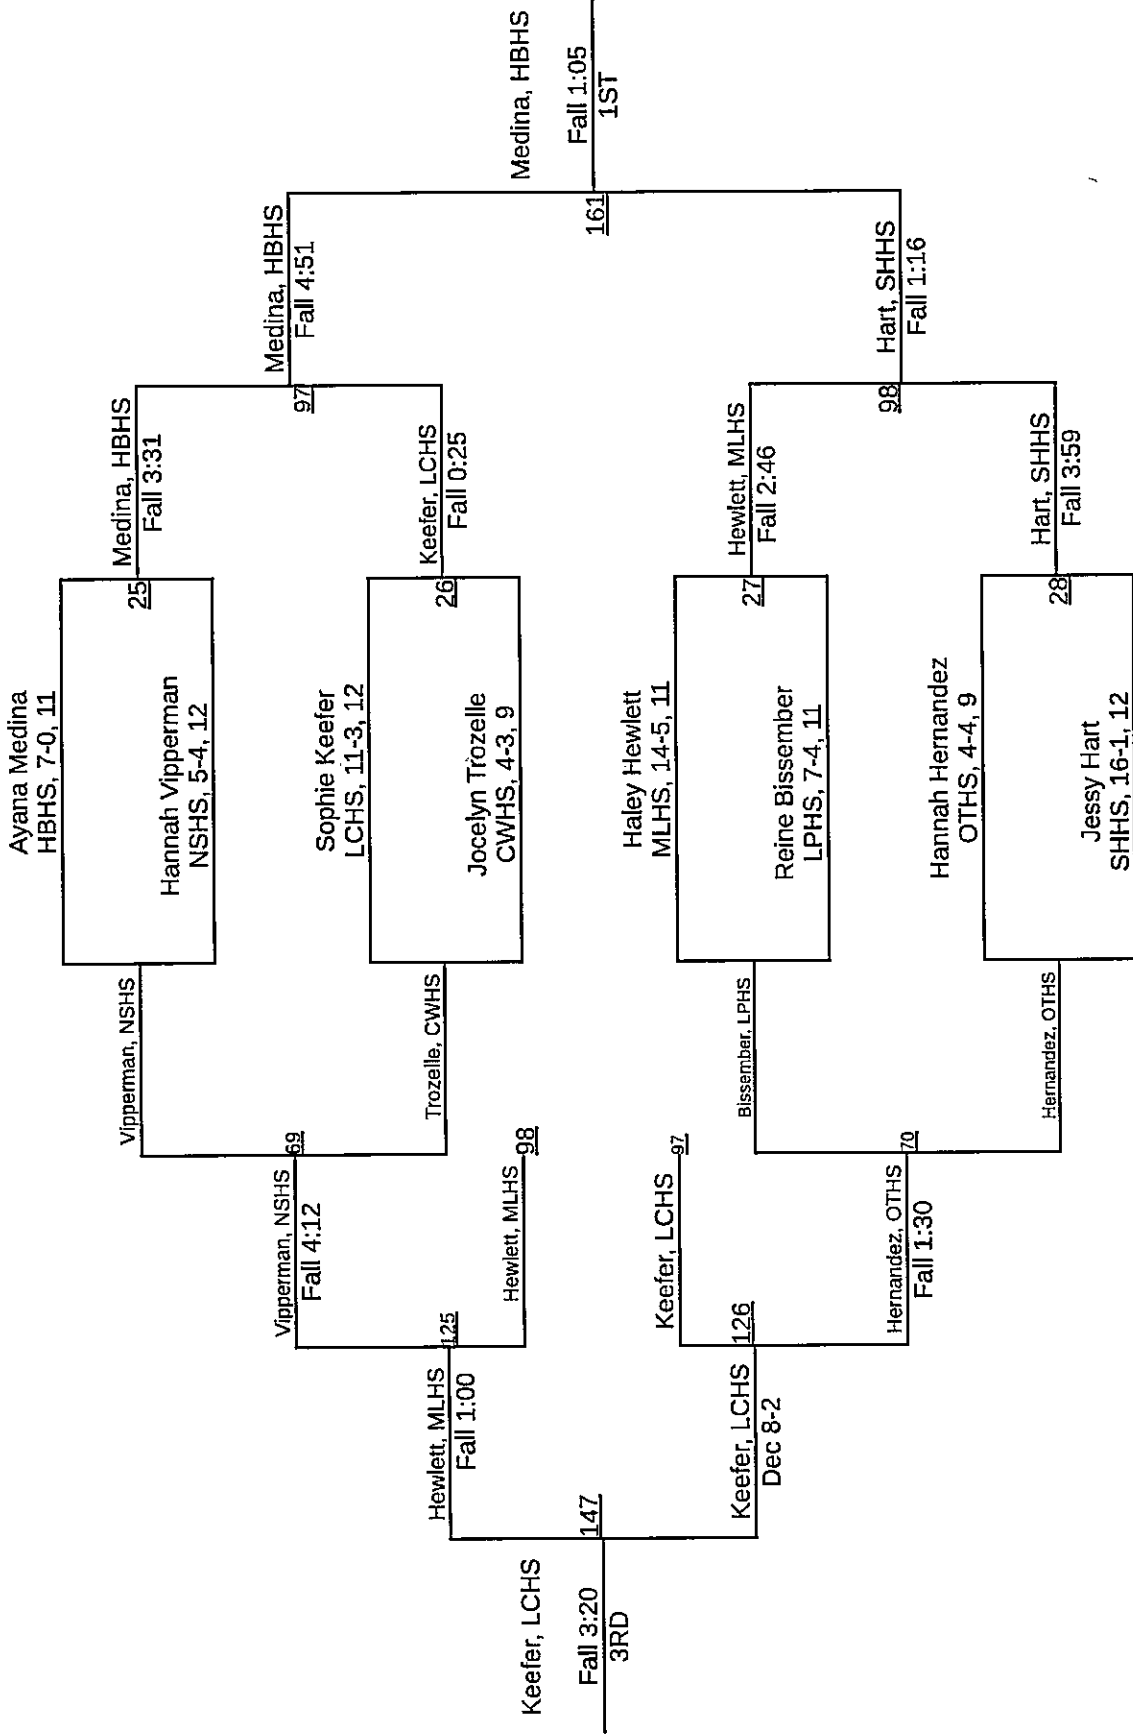 Ayana Medina
HBHS, 7-0, 11
25
Hannah Vipperman
NSHS, 5-4, 12
Sophie Keefer
LCHS, 11-3, 12
26
Jocelyn Trozelle
CWHS, 4-3, 9
Haley Hewlett
MLHS, 14-5, 11
27
Reine Bissember
LPHS, 7-4, 11
Hannah Hernandez
OTHS, 4-4, 9
28
Jessy Hart
SHHS, 16-1, 12
Medina, HBHS
Fall 3:31
Keefer, LCHS
Fall 0:25
Hewlett, MLHS
Fall 2:46
Hart, SHHS
Fall 3:59
97
98
Medina, HBHS
Fall 4:51
Hart, SHHS
Fall 1:16
161
Medina, HBHS
Fall 1:05
1ST
Vipperman, NSHS
Trozelle, CWHS
Bissember, LPHS
Hernandez, OTHS
69
98
97
70
Vipperman, NSHS
Fall 4:12
Hewlett, MLHS
Keefer, LCHS
Hernandez, OTHS
Fall 1:30
125
126
Hewlett, MLHS
Fall 1:00
Keefer, LCHS
Dec 8-2
147
Keefer, LCHS
Fall 3:20
3RD